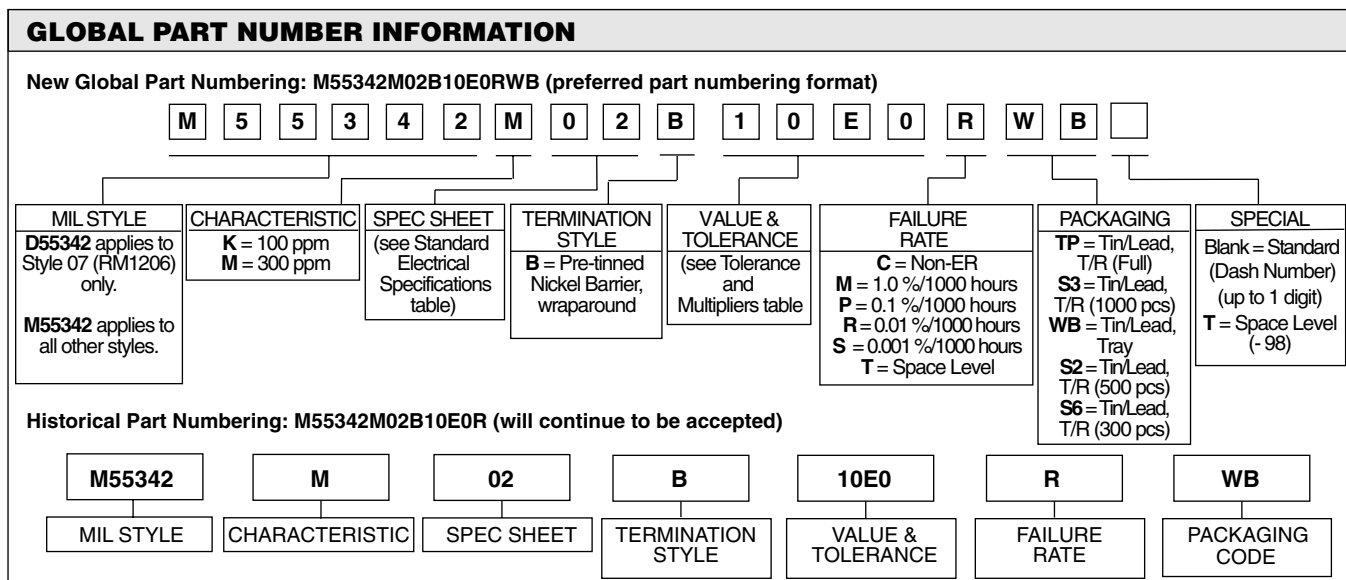 GLOBAL PART NUMBER INFORMATION
New Global Part Numbering: M55342M02B10E0RWB (preferred part numbering format)
M 5 5 3 4 2 M 0 2 B 1 0 E 0 R W B
MIL STYLE
D55342 applies to
Style 07 (RM1206)
only.
M55342 applies to
all other styles.
CHARACTERISTIC
K = 100 ppm
M = 300 ppm
SPEC SHEET
(see Standard
Electrical
Specifications
table)
TERMINATION
STYLE
B = Pre-tinned
Nickel Barrier,
wraparound
VALUE &
TOLERANCE
(see Tolerance
and
Multipliers table
FAILURE
RATE
C = Non-ER
M = 1.0 %/1000 hours
P = 0.1 %/1000 hours
R = 0.01 %/1000 hours
S = 0.001 %/1000 hours
T = Space Level
PACKAGING
TP = Tin/Lead,
T/R (Full)
S3 = Tin/Lead,
T/R (1000 pcs)
WB = Tin/Lead,
Tray
S2 = Tin/Lead,
T/R (500 pcs)
S6 = Tin/Lead,
T/R (300 pcs)
SPECIAL
Blank = Standard
(Dash Number)
(up to 1 digit)
T = Space Level
(- 98)
Historical Part Numbering: M55342M02B10E0R (will continue to be accepted)
M55342
M
02
B
10E0
R
WB
MIL STYLE
CHARACTERISTIC
SPEC SHEET
TERMINATION
STYLE
VALUE &
TOLERANCE
FAILURE
RATE
PACKAGING
CODE